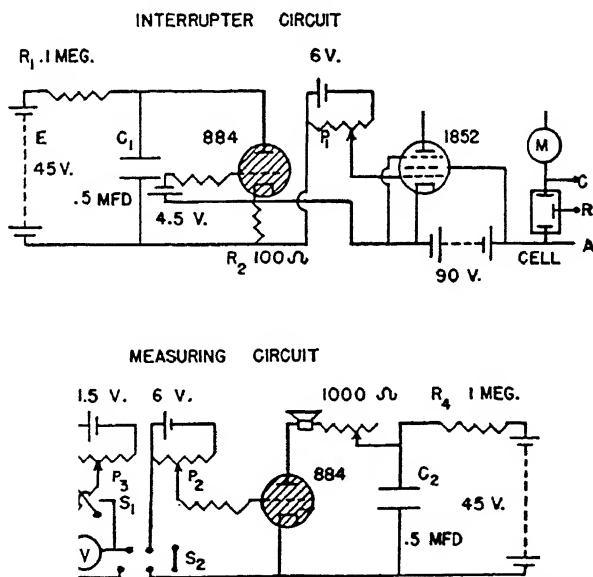 INTERRUPTER CIRCUIT
R1 .1 MEG.
6 V.
E
C1
884
P1
1852
M
45 V.
C
.5 MFD
4.5 V.
R
R2 100 Ω
CELL
A
90 V.
MEASURING CIRCUIT
1.5 V.
6 V.
1000 Ω
R4 1 MEG.
P3
P2
884
C2
S1
45 V.
V
S2
.5 MFD